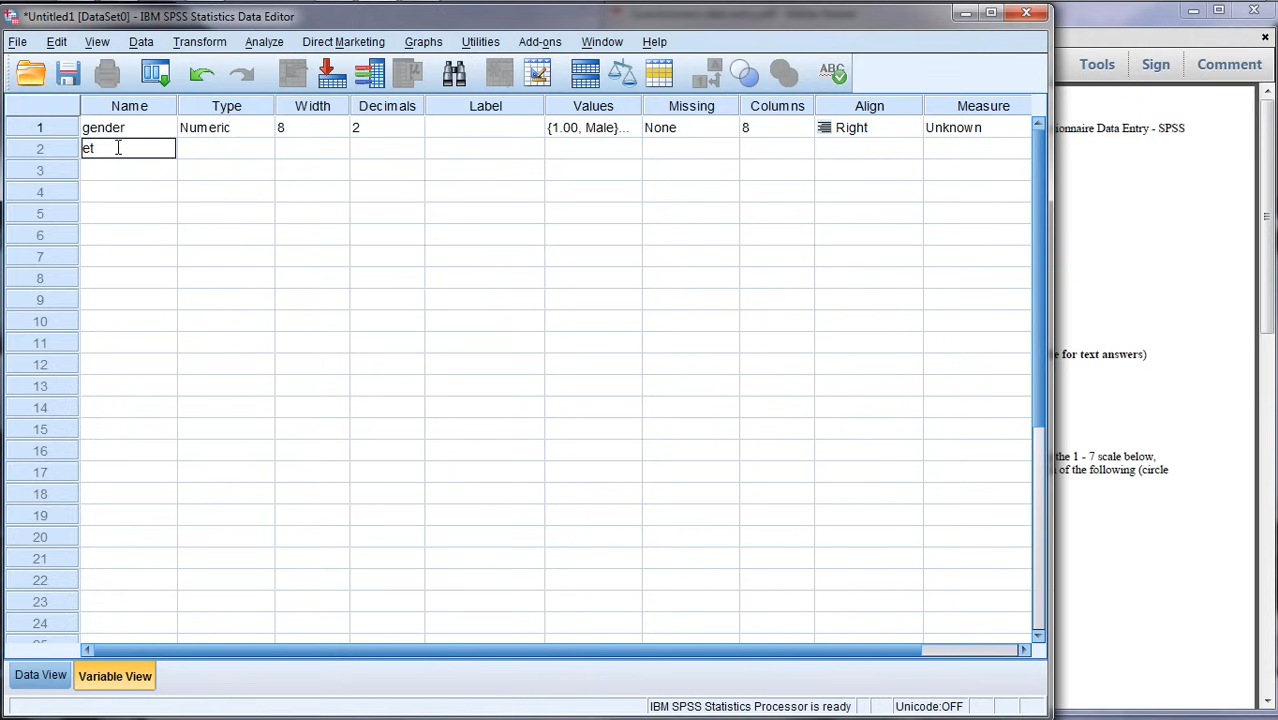 *Untitled1 [DataSet0] - IBM SPSS Statistics Data Editor
File Edit View Data Transform Analyze Direct Marketing Graphs Utilities Add-ons Window Help
Tools Sign Comment
ABC
Name Type Width Decimals Label Values Missing Columns Align Measure
1 gender Numeric 8 2 {1.00, Male}... None 8 Right Unknown
onnaire Data Entry - SPSS
2 et
3
4
5
6
7
8
9
10
11
12
e for text answers)
13
14
15
16
the 1 - 7 scale below,
17
of the following (circle
18
19
20
21
22
23
24
25
Data View Variable View
IBM SPSS Statistics Processor is ready Unicode:OFF